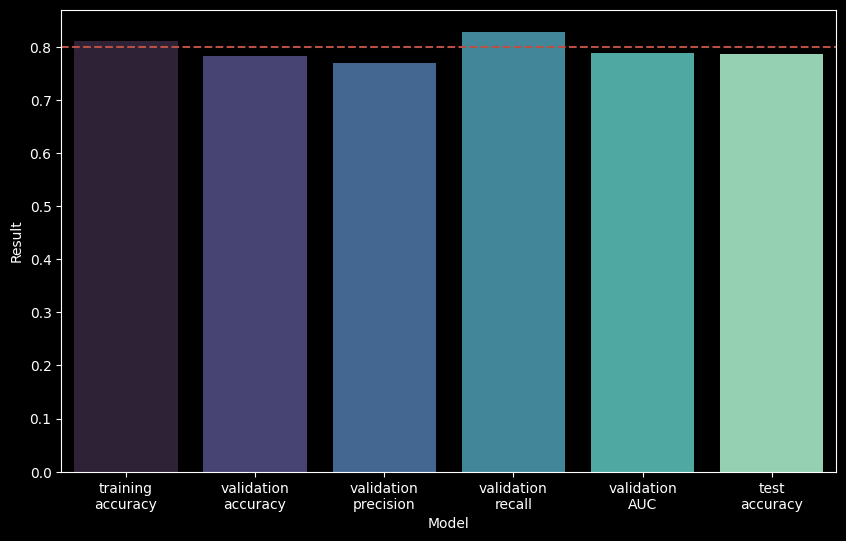 Result
0.8
0.7
0.6
0.5
0.4
0.3
0.2
0.1
0.0
training
accuracy
validation
accuracy
validation
precision
validation
recall
validation
AUC
test
accuracy
Model